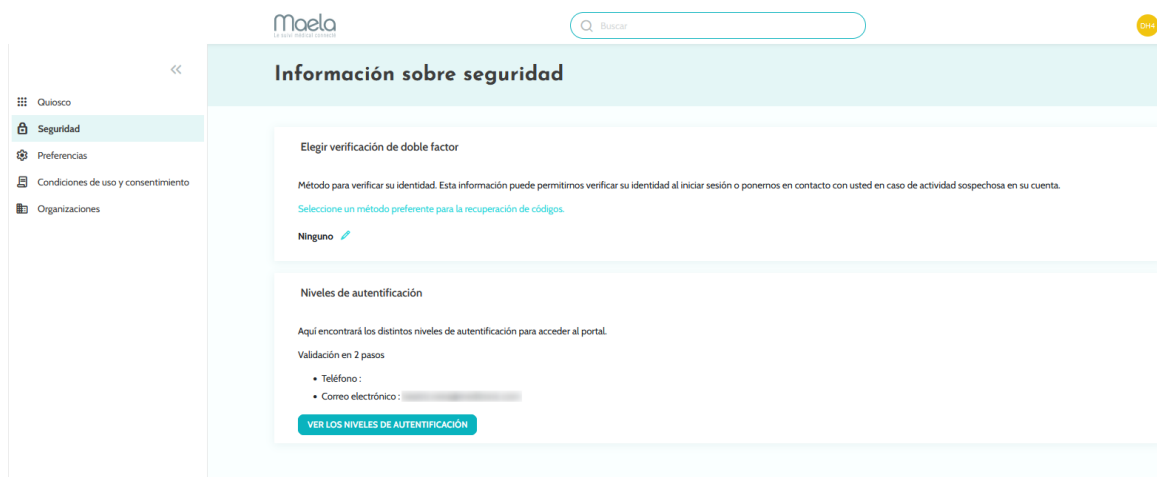 Maela
Buscar
DH4
Información sobre seguridad
Quiosco
Seguridad
Preferencias
Condiciones de uso y consentimiento
Organizaciones
Elegir verificación de doble factor
Método para verificar su identidad. Esta información puede permitirnos verificar su identidad al iniciar sesión o ponernos en contacto con usted en caso de actividad sospechosa en su cuenta.
Seleccione un método preferente para la recuperación de códigos.
Ninguno
Niveles de autentificación
Aquí encontrará los distintos niveles de autentificación para acceder al portal.
Validación en 2 pasos
• Teléfono :
• Correo electrónico :
VER LOS NIVELES DE AUTENTIFICACIÓN